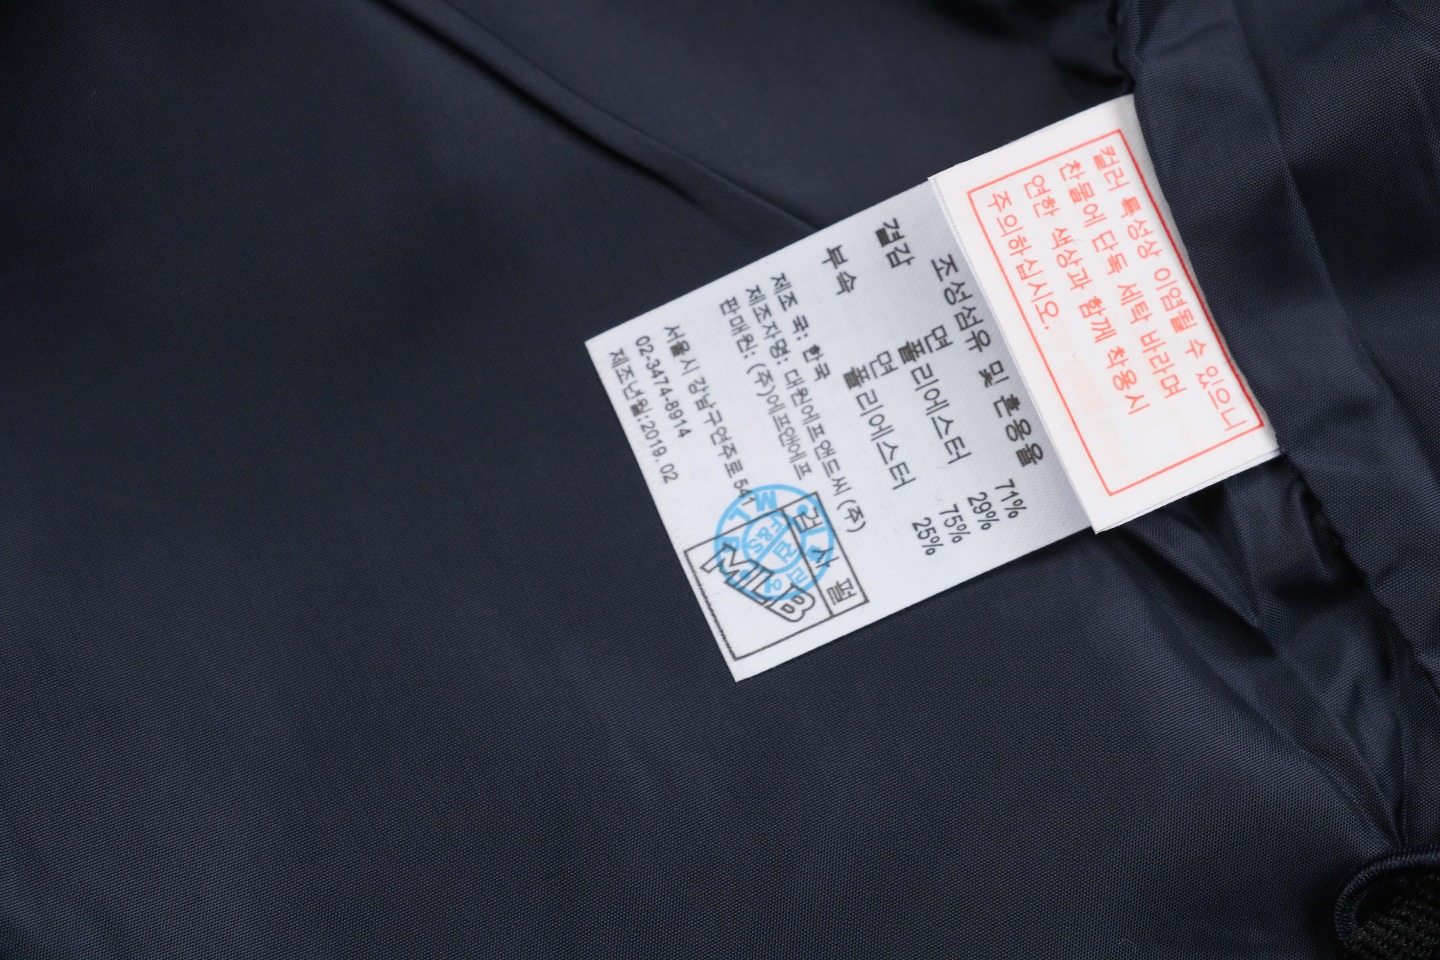 컬러 특성상 이염될 수 있으니
찬물에 단독 세탁 바라며
연한 색상과 함께 착용시
주의하십시오.
조성섬유 및 혼용율
겉감 면 71%
폴리에스터 29%
부속 면 75%
폴리에스터 25%
제조 국: 한국
제조자명: 대원에프앤드씨 (주)
판매원: (주)에프앤에프
서울시 강남구언주로 541
02-3474-8914
제조년월:2019. 02
검 사 필
MLB
F&S